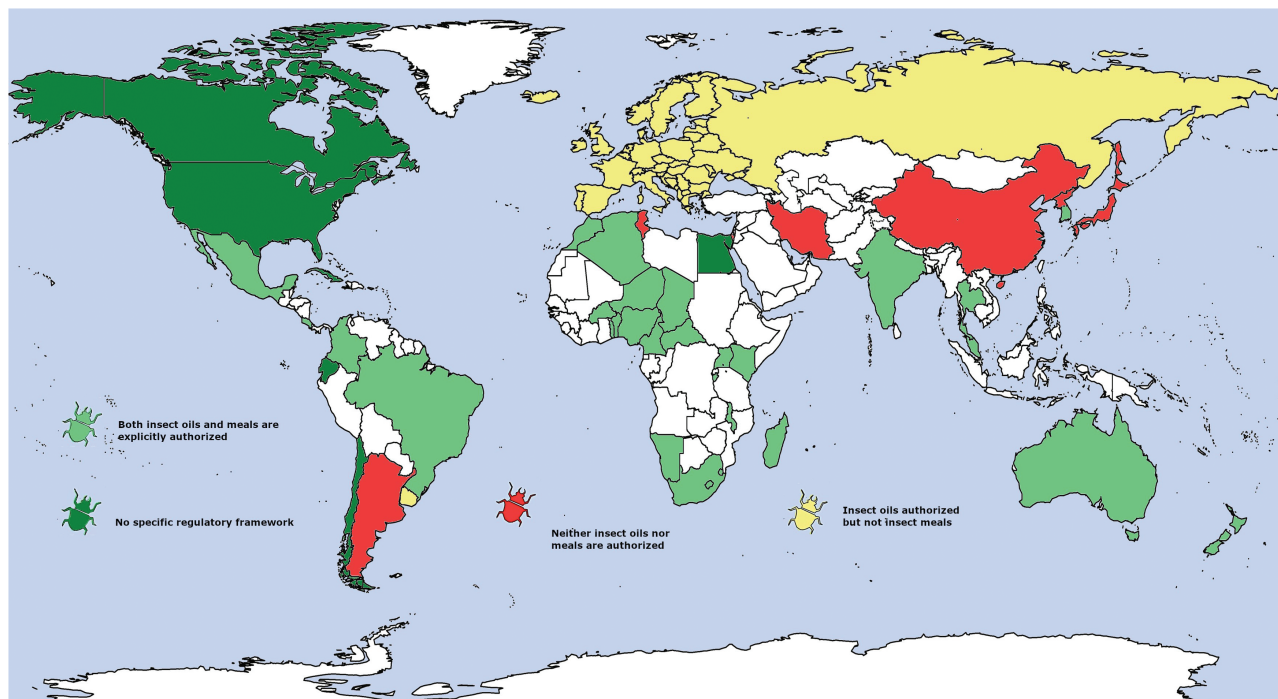 Both insect oils and meals are
explicitly authorized
No specific regulatory framework
Neither insect oils nor
meals are authorized
Insect oils authorized
but not insect meals